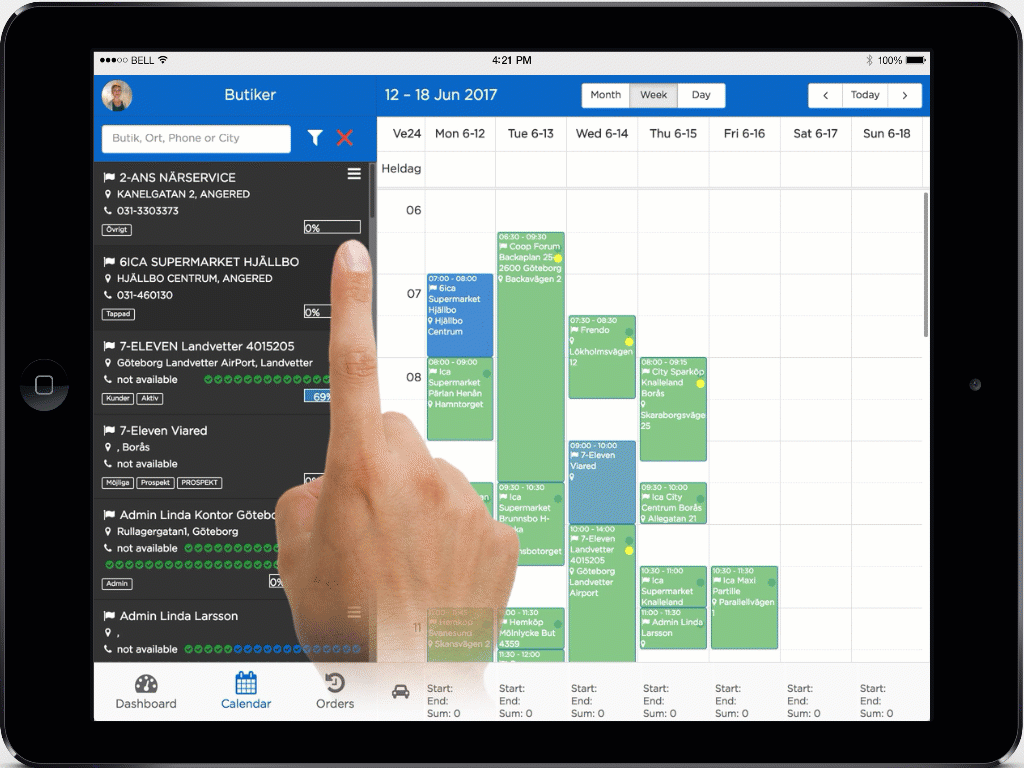 BELL
4:21 PM
100%
Butiker
12 – 18 Jun 2017
Month
Week
Day
Today
Butik, Ort, Phone or City
Ve24
Mon 6-12
Tue 6-13
Wed 6-14
Thu 6-15
Fri 6-16
Sat 6-17
Sun 6-18
Heldag
06
07
08
11
2-ANS NÄRSERVICE
KANELGATAN 2, ANGERED
031-3303373
Övrigt
0%
6ICA SUPERMARKET HJÄLLBO
HJÄLLBO CENTRUM, ANGERED
031-460130
Tappad
0%
7-ELEVEN Landvetter 4015205
Göteborg Landvetter AirPort, Landvetter
not available
Kunder
Aktiv
69%
7-Eleven Viared
, Borås
not available
Möjliga
Prospekt
PROSPEKT
0%
Admin Linda Kontor Götebo
Rullagergatan1, Göteborg
not available
Admin
0%
Admin Linda Larsson
,
not available
07:00 - 08:00
6ica
Supermarket
Hjällbo
Hjällbo
Centrum
08:00 - 09:00
Ica
Supermarket
Pärlan Henån
Hamntorget
Hemköp
Svanesund
Skansvägen 2
06:30 - 09:30
Coop Forum
Backaplan 25-
2600 Göteborg
Backavägen 2
09:30 - 10:30
Ica
Supermarket
Brunnsbo H-
sbotorget
- 11:30
Hemköp
Mölnlycke But
4359
11:30 - 12:00
07:30 - 08:30
Frendo
Lökholmsvägen
12
09:00 - 10:00
7-Eleven
Viared
10:00 - 14:00
7-Eleven
Landvetter
4015205
Göteborg
Landvetter
Airport
08:00 - 09:15
City Sparköp
Knalleland
Borås
Skaraborgsväge
25
09:30 - 10:00
Ica City
Centrum Borås
Allegatan 21
10:30 - 11:30
Ica
Supermarket
Knalleland
11:00 - 11:30
Admin Linda
Larsson
10:30 - 11:30
Ica Maxi
Partille
Parallellvägen
1
Dashboard
Calendar
Orders
Start:
End:
Sum: 0
Start:
End:
Sum: 0
Start:
End:
Sum: 0
Start:
End:
Sum: 0
Start:
End:
Sum: 0
Start:
End:
Sum: 0
Start:
End:
Sum: 0